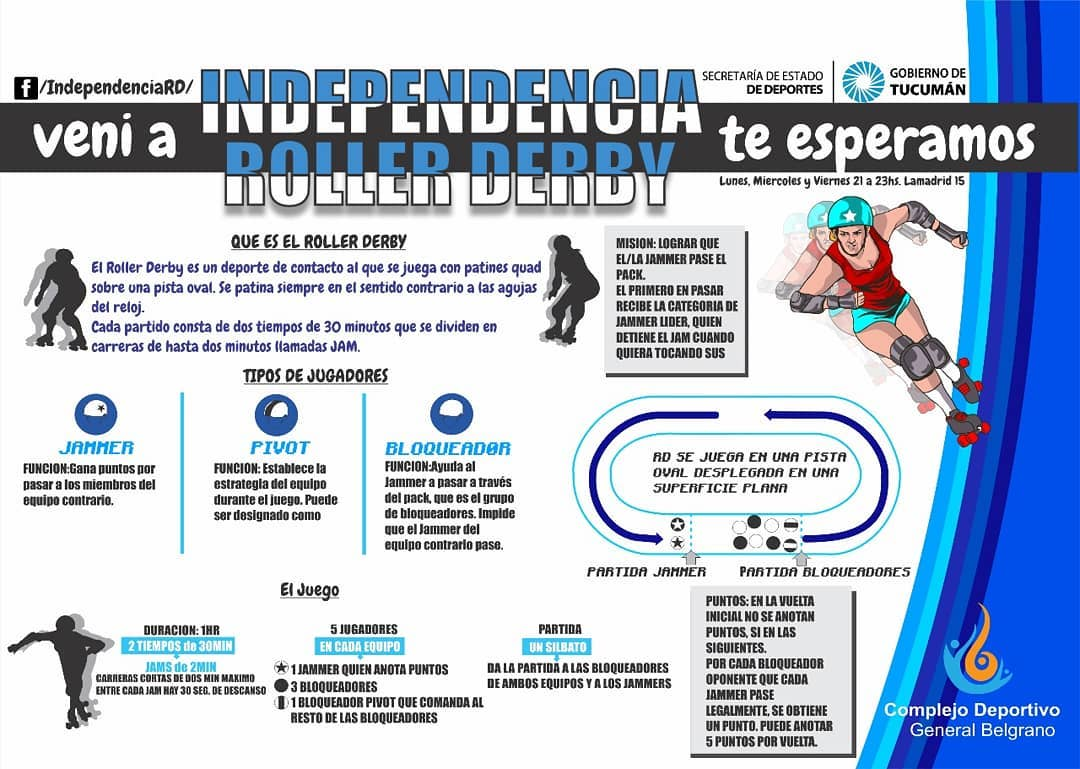 /IndependenciaRD/
INDEPENDENCIA
ROLLER DERBY
veni a
te esperamos
SECRETARÍA DE ESTADO
DE DEPORTES
GOBIERNO DE
TUCUMÁN
Lunes, Miercoles y Viernes 21 a 23hs. Lamadrid 15
QUE ES EL ROLLER DERBY
El Roller Derby es un deporte de contacto al que se juega con patines quad
sobre una pista oval. Se patina siempre en el sentido contrario a las agujas
del reloj.
Cada partido consta de dos tiempos de 30 minutos que se dividen en
carreras de hasta dos minutos llamadas JAM.
MISION: LOGRAR QUE
EL/LA JAMMER PASE EL
PACK.
EL PRIMERO EN PASAR
RECIBE LA CATEGORIA DE
JAMMER LIDER, QUIEN
DETIENE EL JAM CUANDO
QUIERA TOCANDO SUS
TIPOS DE JUGADORES
JAMMER
FUNCION:Gana puntos por
pasar a los miembros del
equipo contrario.
PIVOT
FUNCION: Establece la
estrategia del equipo
durante el juego. Puede
ser designado como
BLOQUEADOR
FUNCION:Ayuda al
Jammer a pasar a través
del pack, que es el grupo
de bloqueadores. Impide
que el Jammer del
equipo contrario pase.
RD SE JUEGA EN UNA PISTA
OVAL DESPLEGADA EN UNA
SUPERFICIE PLANA
PARTIDA JAMMER
PARTIDA BLOQUEADORES
El Juego
DURACION: 1HR
2 TIEMPOS de 30MIN
JAMS de 2MIN
CARRERAS CORTAS DE DOS MIN MAXIMO
ENTRE CADA JAM HAY 30 SEG. DE DESCANSO
5 JUGADORES
EN CADA EQUIPO
1 JAMMER QUIEN ANOTA PUNTOS
3 BLOQUEADORES
1 BLOQUEADOR PIVOT QUE COMANDA AL
RESTO DE LAS BLOQUEADORES
PARTIDA
UN SILBATO
DA LA PARTIDA A LAS BLOQUEADORES
DE AMBOS EQUIPOS Y A LOS JAMMERS
PUNTOS: EN LA VUELTA
INICIAL NO SE ANOTAN
PUNTOS, SI EN LAS
SIGUIENTES.
POR CADA BLOQUEADOR
OPONENTE QUE CADA
JAMMER PASE
LEGALMENTE, SE OBTIENE
UN PUNTO. PUEDE ANOTAR
5 PUNTOS POR VUELTA.
Complejo Deportivo
General Belgrano